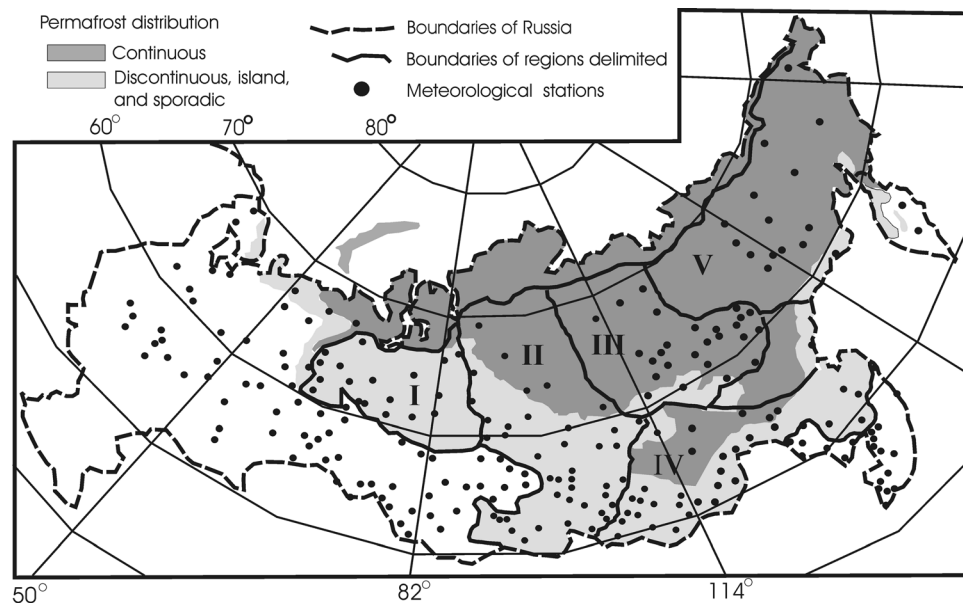 Permafrost distribution
Continuous
Discontinuous, island,
and sporadic
Boundaries of Russia
Boundaries of regions delimited
Meteorological stations
60° 70° 80°
V
II III
I
IV
50° 82° 114°